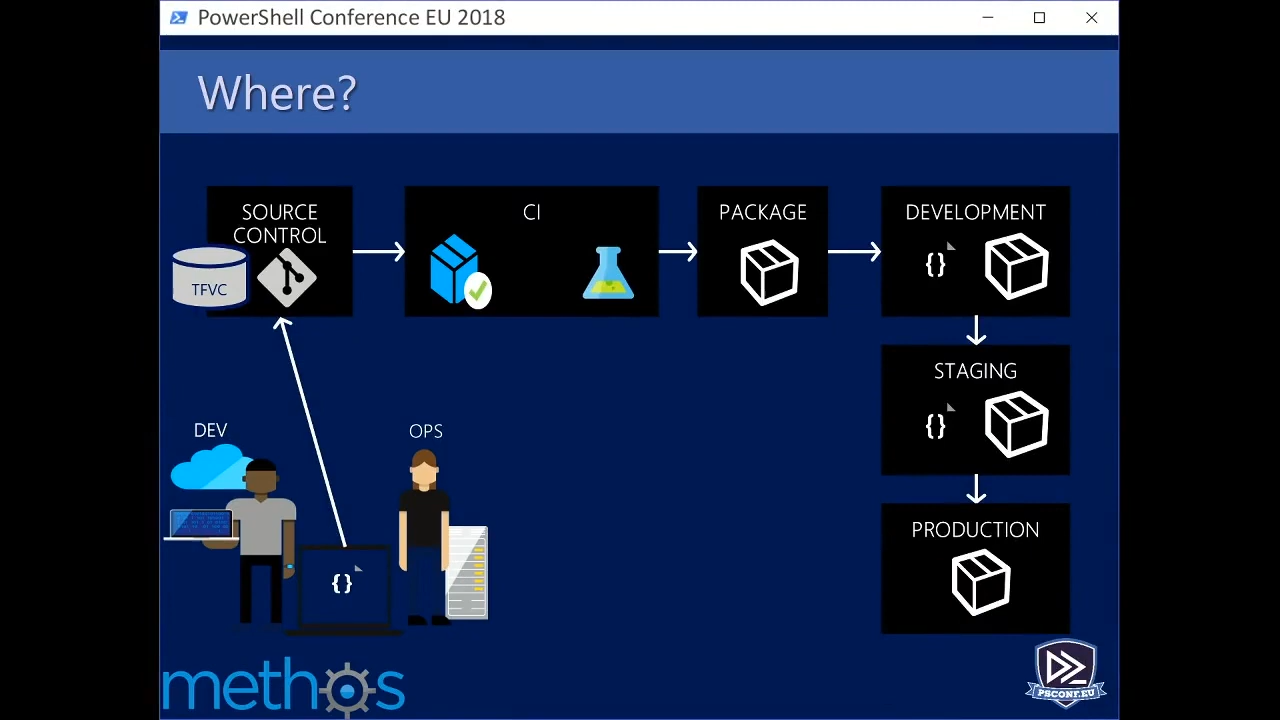 PowerShell Conference EU 2018
Where?
SOURCE
CONTROL
TFVC
CI
PACKAGE
DEVELOPMENT
{}
STAGING
{}
PRODUCTION
DEV
OPS
{}
methos
PSCONF.EU